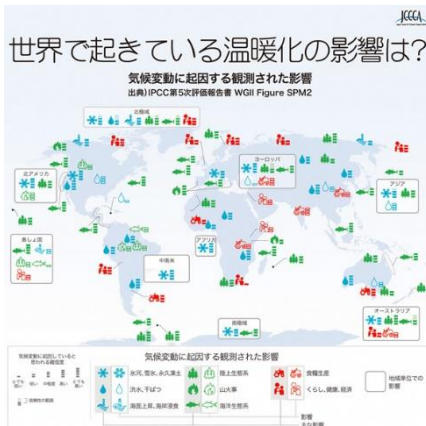 JCCCA
世界で起きている温暖化の影響は?
気候変動に起因する観測された影響
出典)IPCC第5次評価報告書 WGII Figure SPM2
北極域
北アメリカ
ヨーロッパ
アジア
小島しょ国
アフリカ
中南米
オーストラリア
南極域
気候変動に起因する観測された影響
氷河、雪氷、永久凍土
洪水、干ばつ
海面上昇、海岸浸食
陸上生態系
山火事
海洋生態系
食糧生産
くらし、健康、経済
地域単位での
影響